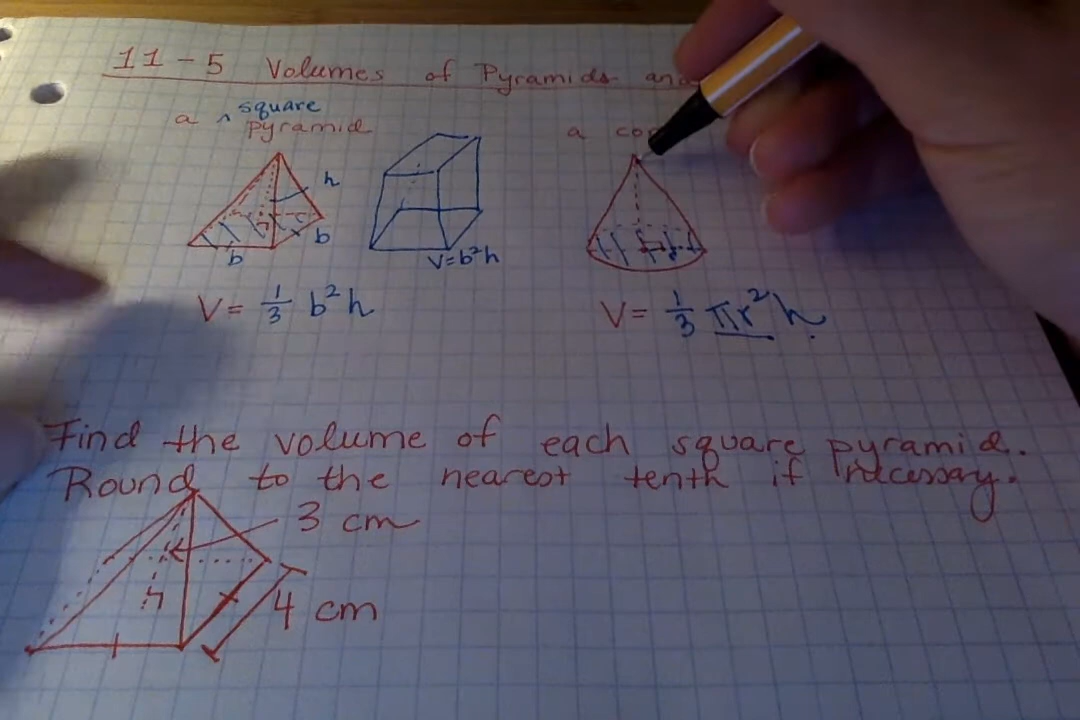 11-5 Volumes of Pyramids and
a square pyramid
a
h
b
b
V=b²h
r
V= 1/3 b²h
V= 1/3 πr²h
Find the volume of each square pyramid.
Round to the nearest tenth if necessary.
3 cm
4 cm